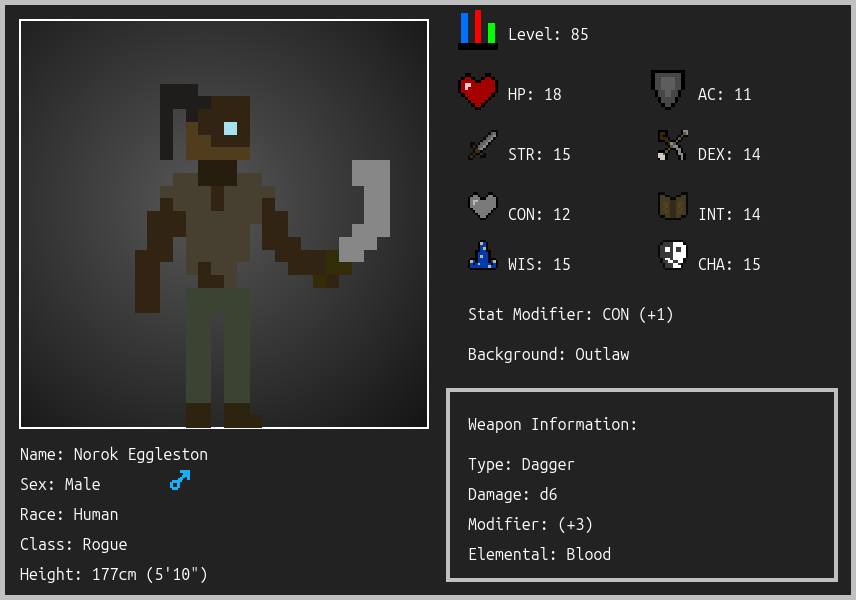 Level: 85
HP: 18
AC: 11
STR: 15
DEX: 14
CON: 12
INT: 14
WIS: 15
CHA: 15
Stat Modifier: CON (+1)
Background: Outlaw
Weapon Information:
Type: Dagger
Damage: d6
Modifier: (+3)
Elemental: Blood
Name: Norok Eggleston
Sex: Male
Race: Human
Class: Rogue
Height: 177cm (5'10")